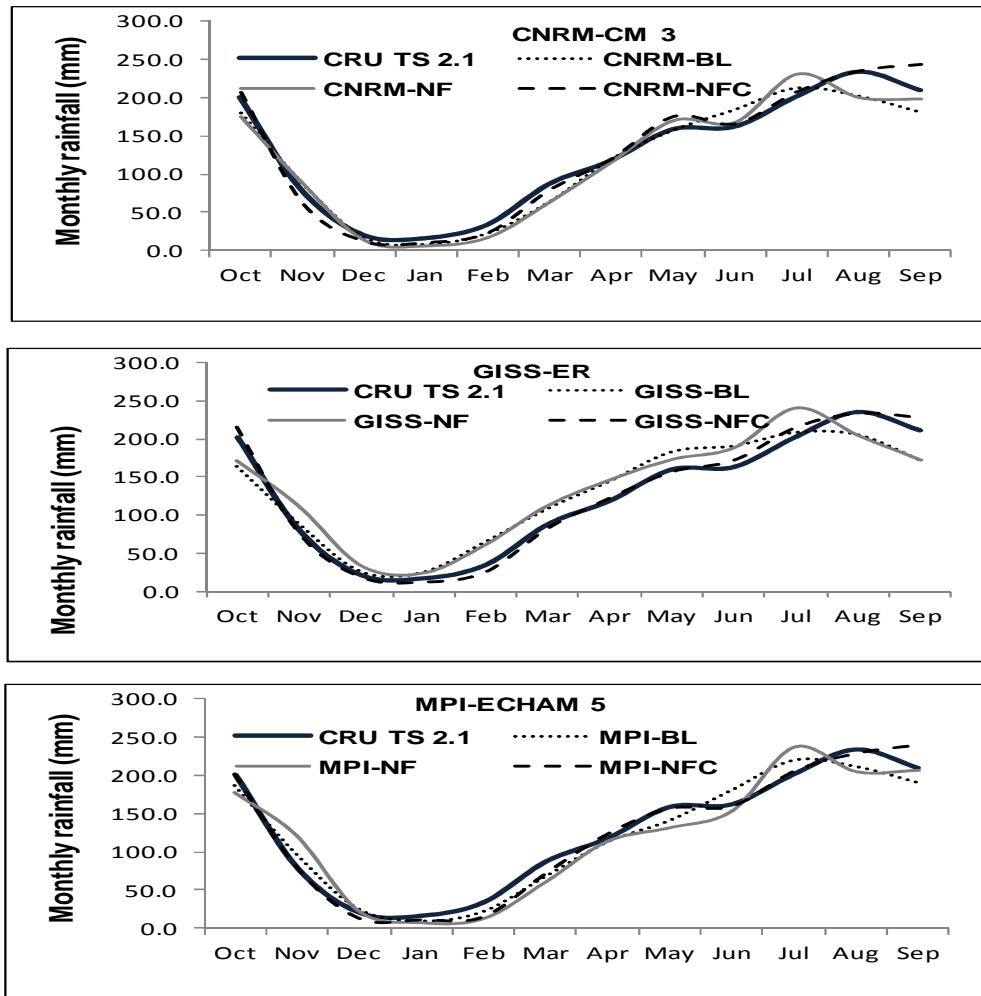 CNRM-CM 3
CRU TS 2.1 CNRM-BL
CNRM-NF CNRM-NFC
Monthly rainfall (mm)
300.0
250.0
200.0
150.0
100.0
50.0
0.0
Oct Nov Dec Jan Feb Mar Apr May Jun Jul Aug Sep
GISS-ER
CRU TS 2.1 GISS-BL
GISS-NF GISS-NFC
Monthly rainfall (mm)
300.0
250.0
200.0
150.0
100.0
50.0
0.0
Oct Nov Dec Jan Feb Mar Apr May Jun Jul Aug Sep
MPI-ECHAM 5
CRU TS 2.1 MPI-BL
MPI-NF MPI-NFC
Monthly rainfall (mm)
300.0
250.0
200.0
150.0
100.0
50.0
0.0
Oct Nov Dec Jan Feb Mar Apr May Jun Jul Aug Sep